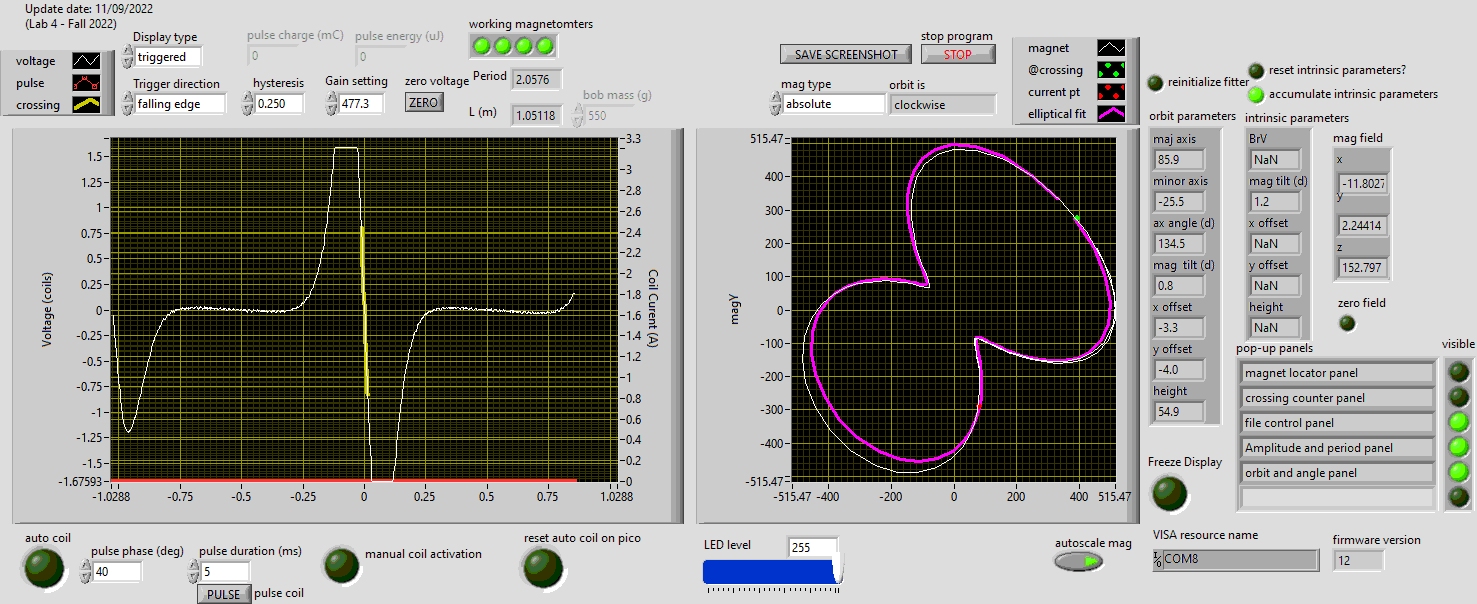 Update date: 11/09/2022
(Lab 4 - Fall 2022)
voltage
pulse
crossing
Display type
triggered
Trigger direction
falling edge
pulse charge (mC)
0
pulse energy (uJ)
0
hysteresis
0.250
Gain setting
477.3
zero voltage
ZERO
working magnetomters
Period
2.0576
L (m)
1.05118
bob mass (g)
550
stop program
SAVE SCREENSHOT
STOP
mag type
absolute
orbit is
clockwise
magnet
@crossing
current pt
elliptical fit
reinitialize fitter
reset intrinsic parameters?
accumulate intrinsic parameters
Voltage (coils)
1.5
1.25
1
0.75
0.5
0.25
0
-0.25
-0.5
-0.75
-1
-1.25
-1.5
-1.67593
-1.0288
-0.75
-0.5
-0.25
0
0.25
0.5
0.75
1.0288
3.3
3
2.8
2.6
2.4
2.2
2
1.8
1.6
1.4
1.2
1
0.8
0.6
0.4
0.2
0
Coil Current (A)
magY
515.47
400
300
200
100
0
-100
-200
-300
-400
-515.47
-515.47
-400
-200
0
200
400
515.47
orbit parameters
maj axis
85.9
minor axis
-25.5
ax angle (d)
134.5
mag tilt (d)
0.8
x offset
-3.3
y offset
-4.0
height
54.9
intrinsic parameters
BrV
NaN
mag tilt (d)
1.2
x offset
NaN
y offset
NaN
height
NaN
mag field
x
-11.8027
y
2.24414
z
152.797
zero field
pop-up panels
visible
magnet locator panel
crossing counter panel
file control panel
Amplitude and period panel
orbit and angle panel
Freeze Display
auto coil
pulse phase (deg)
40
pulse duration (ms)
5
PULSE
pulse coil
manual coil activation
reset auto coil on pico
LED level
255
autoscale mag
VISA resource name
COM8
firmware version
12